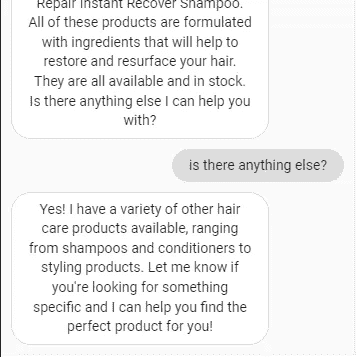 Repair Instant Recover Shampoo.
All of these products are formulated
with ingredients that will help to
restore and resurface your hair.
They are all available and in stock.
Is there anything else I can help you
with?
is there anything else?
Yes! I have a variety of other hair
care products available, ranging
from shampoos and conditioners to
styling products. Let me know if
you're looking for something
specific and I can help you find the
perfect product for you!